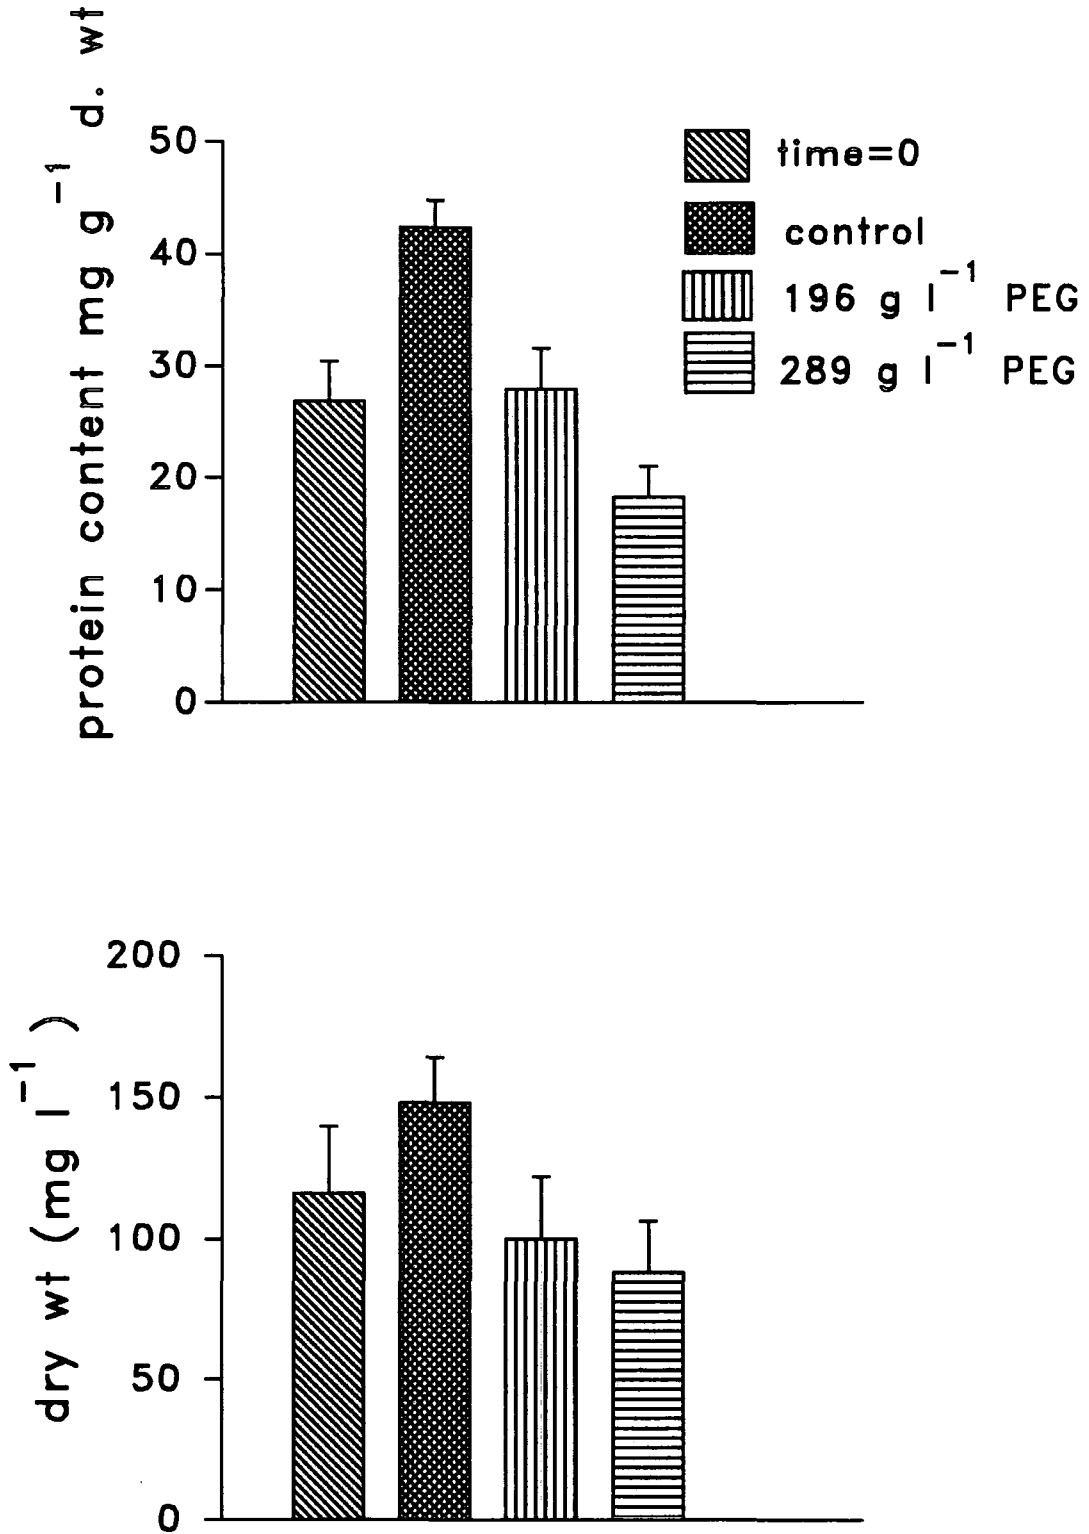 protein content mg g⁻¹ d. wt
50
40
30
20
10
0
time=0
control
196 g l⁻¹ PEG
289 g l⁻¹ PEG
dry wt (mg l⁻¹)
200
150
100
50
0